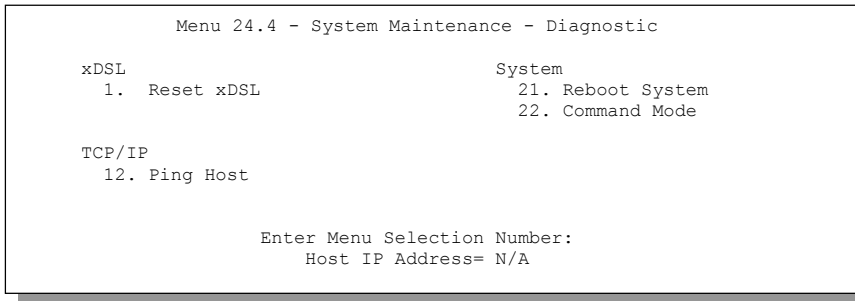 Menu 24.4 - System Maintenance - Diagnostic
xDSL System
1. Reset xDSL 21. Reboot System
22. Command Mode
TCP/IP
12. Ping Host
Enter Menu Selection Number:
Host IP Address= N/A